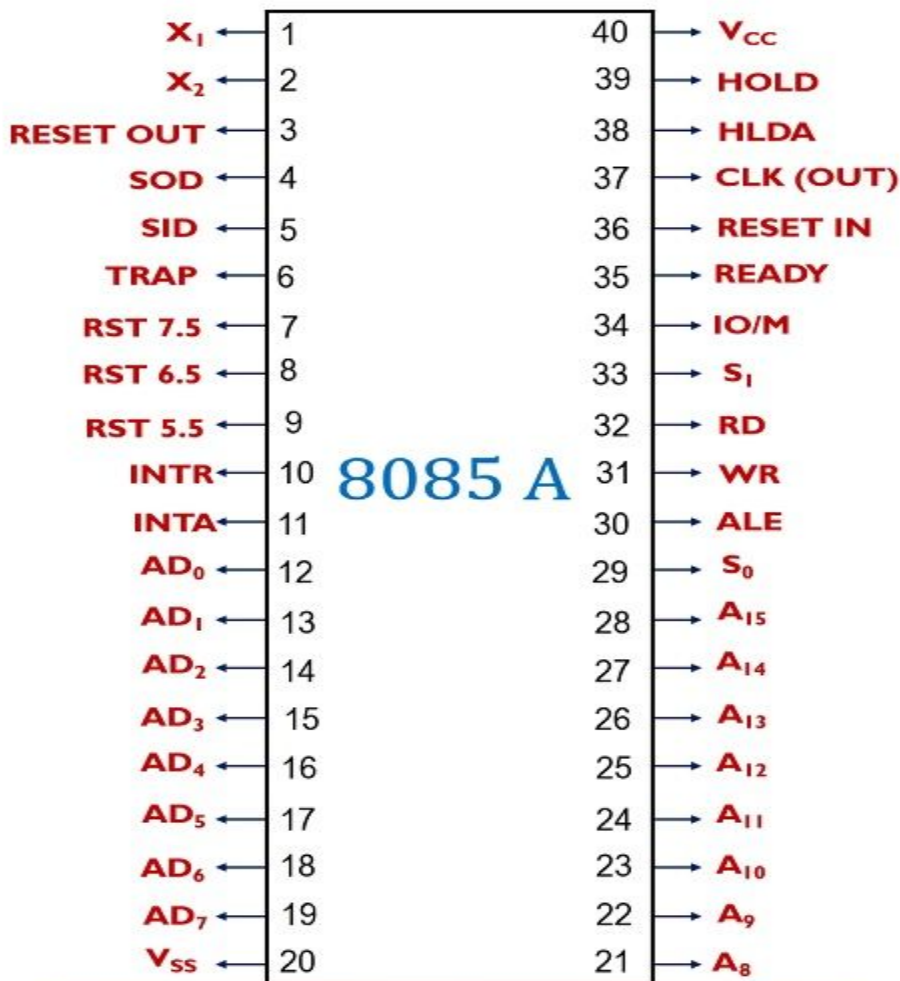 X₁ 1 40 V_CC
X₂ 2 39 HOLD
RESET OUT 3 38 HLDA
SOD 4 37 CLK (OUT)
SID 5 36 RESET IN
TRAP 6 35 READY
RST 7.5 7 34 IO/M
RST 6.5 8 33 S₁
RST 5.5 9 32 RD
INTR 10 8085 A 31 WR
INTA 11 30 ALE
AD₀ 12 29 S₀
AD₁ 13 28 A₁₅
AD₂ 14 27 A₁₄
AD₃ 15 26 A₁₃
AD₄ 16 25 A₁₂
AD₅ 17 24 A₁₁
AD₆ 18 23 A₁₀
AD₇ 19 22 A₉
V_SS 20 21 A₈